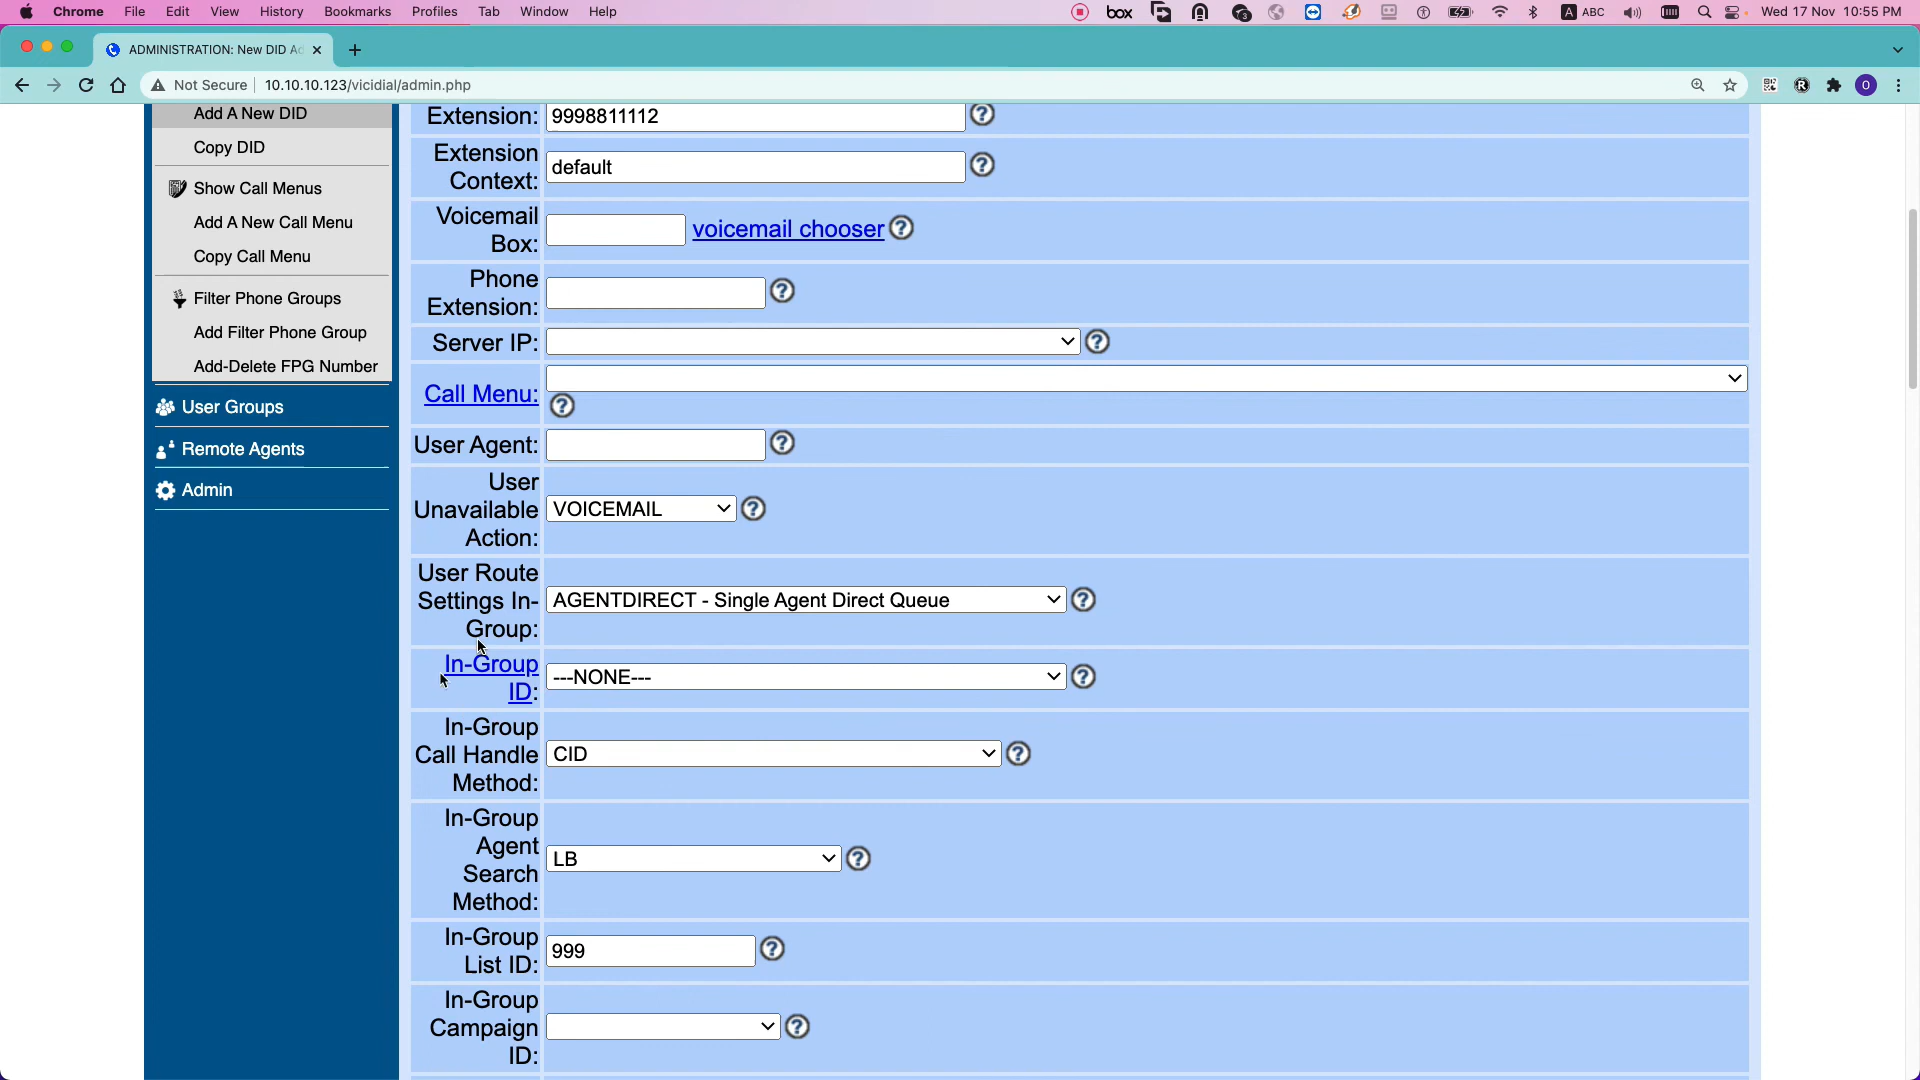 Chrome File Edit View History Bookmarks Profiles Tab Window Help box 3 A ABC Wed 17 Nov 10:55 PM
ADMINISTRATION: New DID Ad
Not Secure 10.10.10.123/vicidial/admin.php O
Add A New DID
Copy DID
Show Call Menus
Add A New Call Menu
Copy Call Menu
Filter Phone Groups
Add Filter Phone Group
Add-Delete FPG Number
User Groups
Remote Agents
Admin
Extension: 9998811112
Extension
Context: default
Voicemail
Box: voicemail chooser
Phone
Extension:
Server IP:
Call Menu:
User Agent:
User
Unavailable
Action: VOICEMAIL
User Route
Settings In-
Group: AGENTDIRECT - Single Agent Direct Queue
In-Group
ID: ---NONE---
In-Group
Call Handle
Method: CID
In-Group
Agent
Search
Method: LB
In-Group
List ID: 999
In-Group
Campaign
ID: